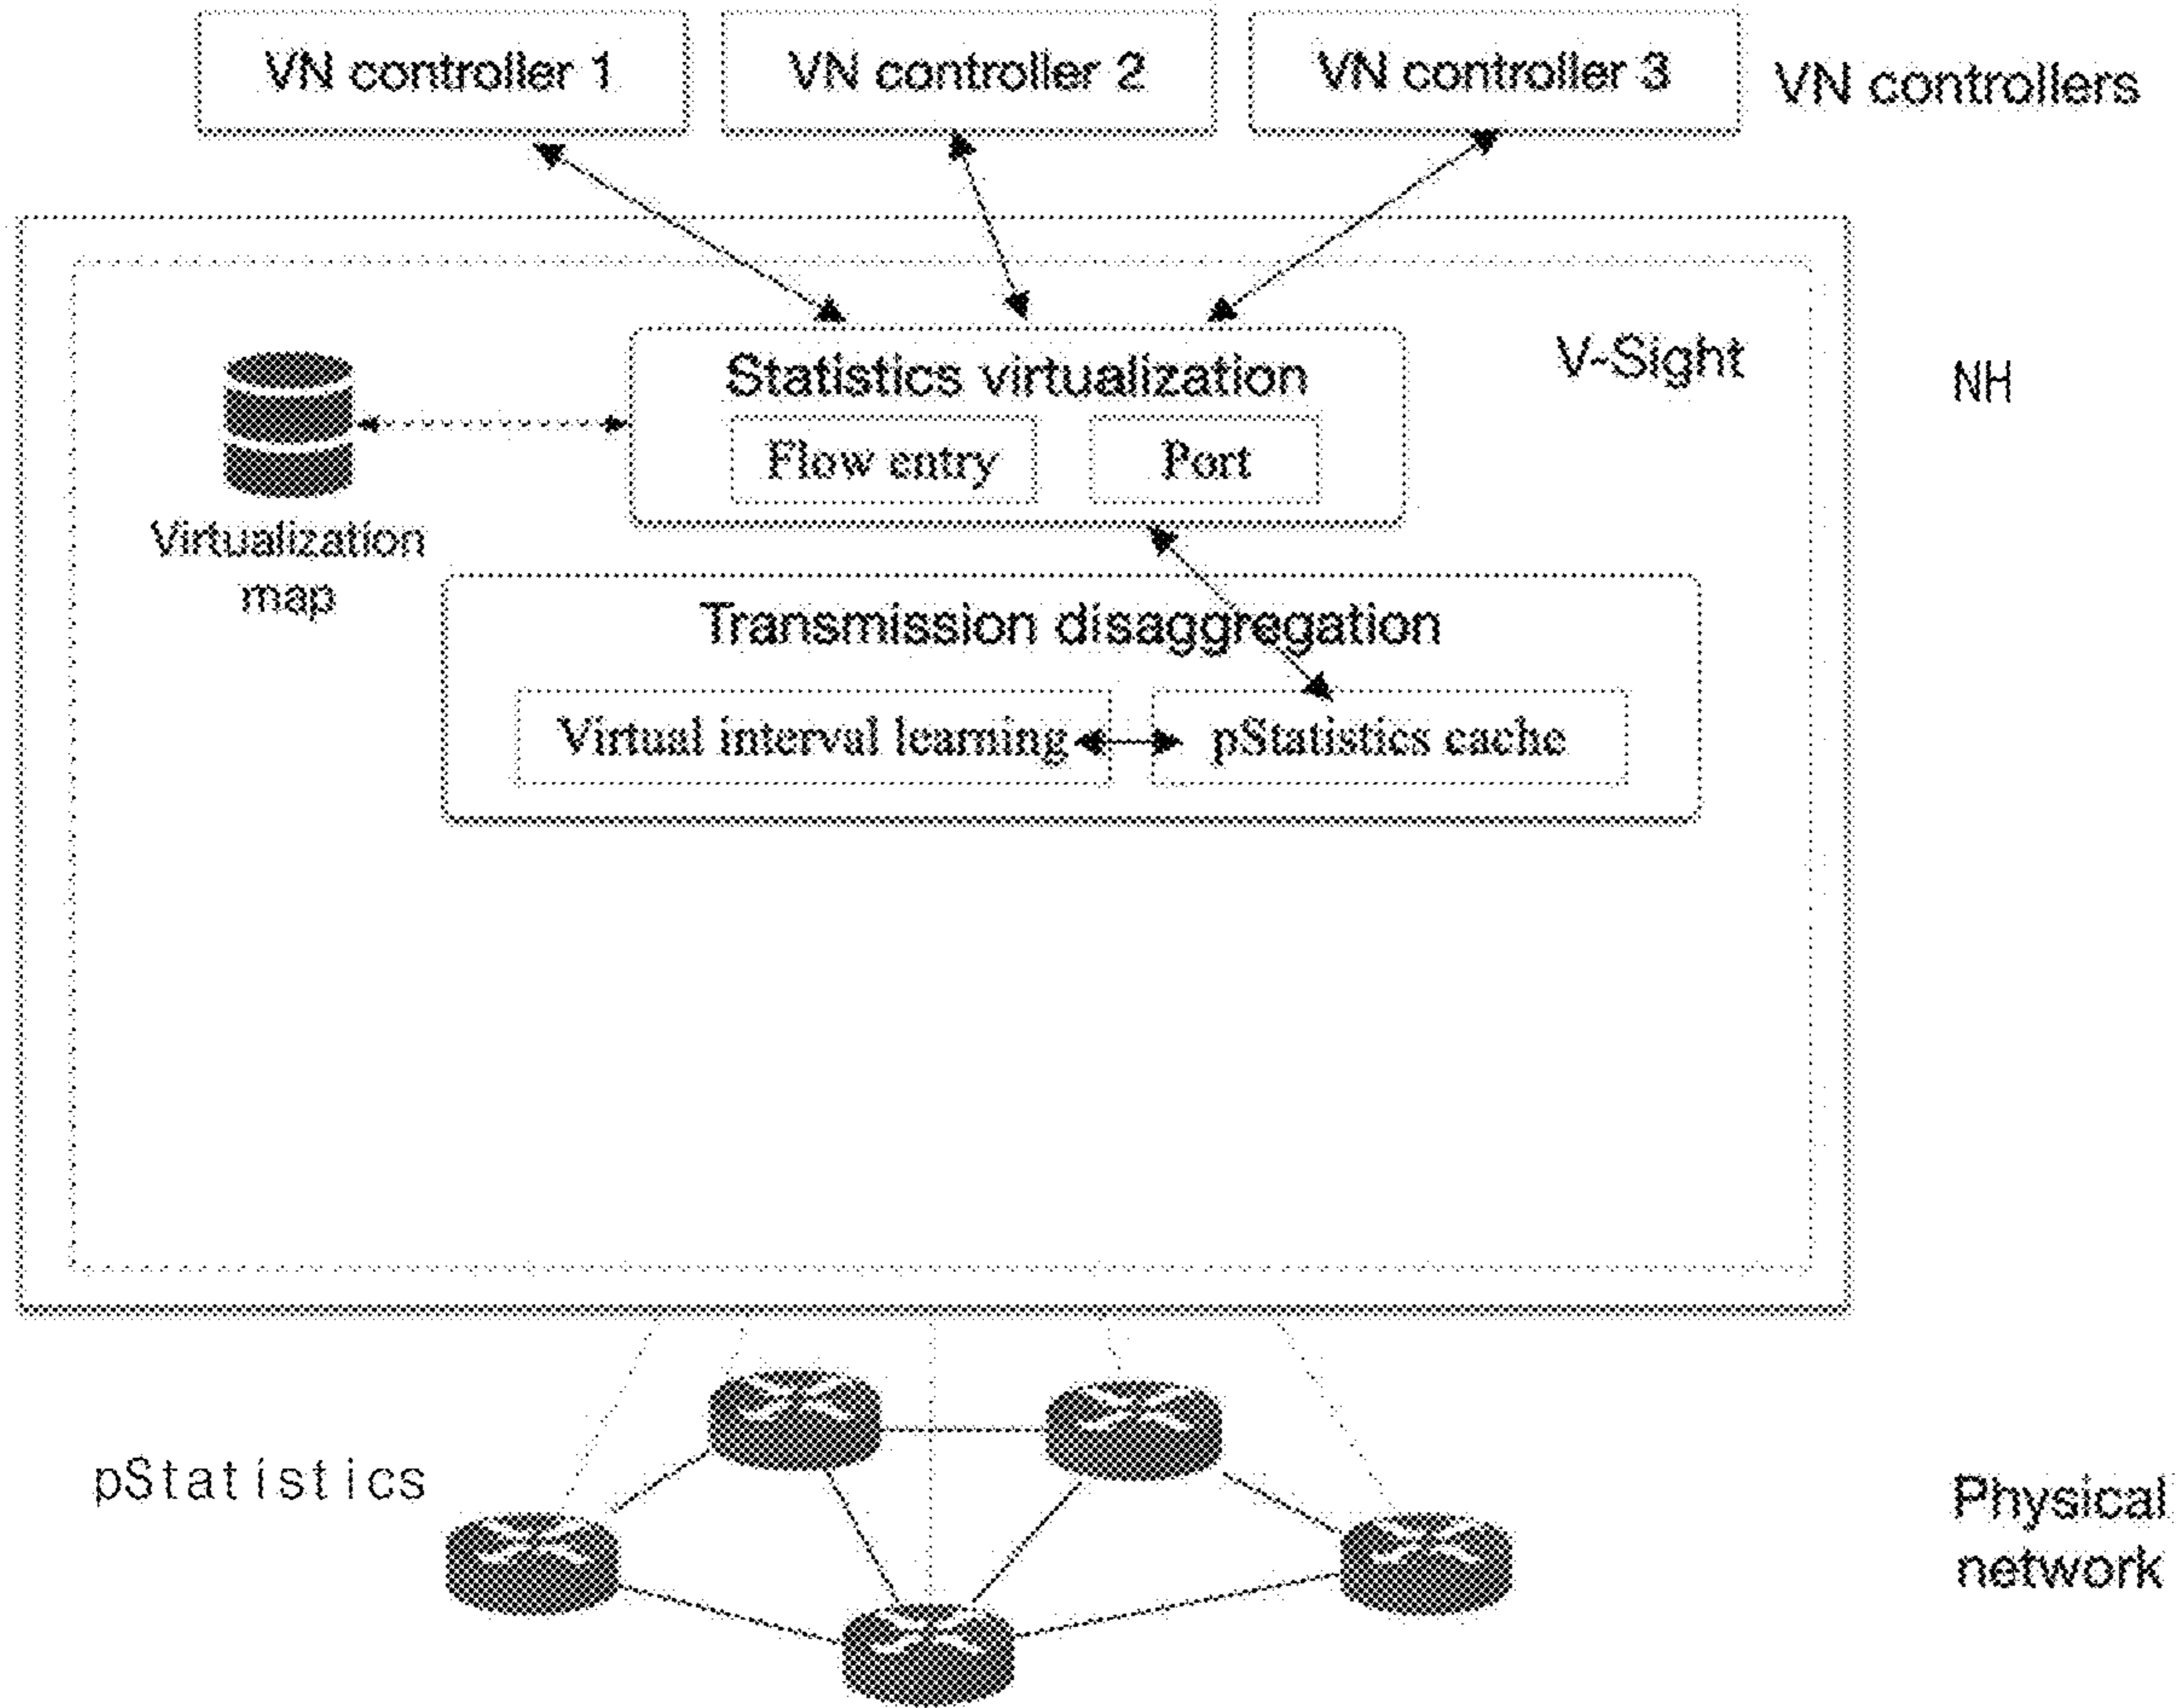 VN controller 1
VN controller 2
VN controller 3
VN controllers
V-Sight
NH
Statistics virtualization
Flow entry
Port
Virtualization
map
Transmission disaggregation
Virtual interval learning
pStatistics cache
pStatistics
Physical
network